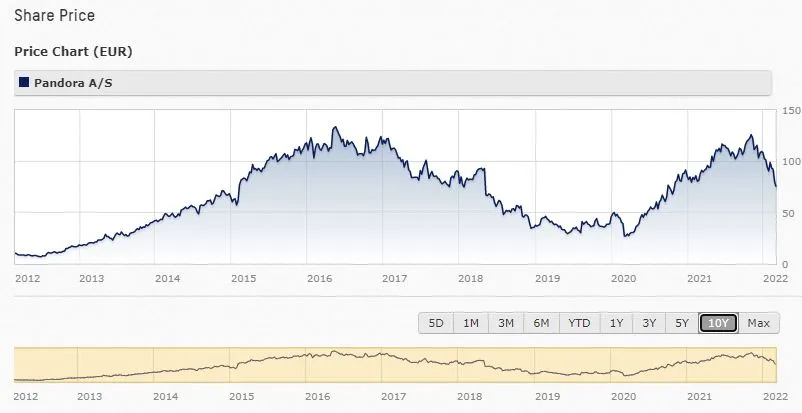 Share Price
Price Chart (EUR)
Pandora A/S
150
100
50
0
2012 2013 2014 2015 2016 2017 2018 2019 2020 2021 2022
5D 1M 3M 6M YTD 1Y 3Y 5Y 10Y Max
2012 2013 2014 2015 2016 2017 2018 2019 2020 2021 2022